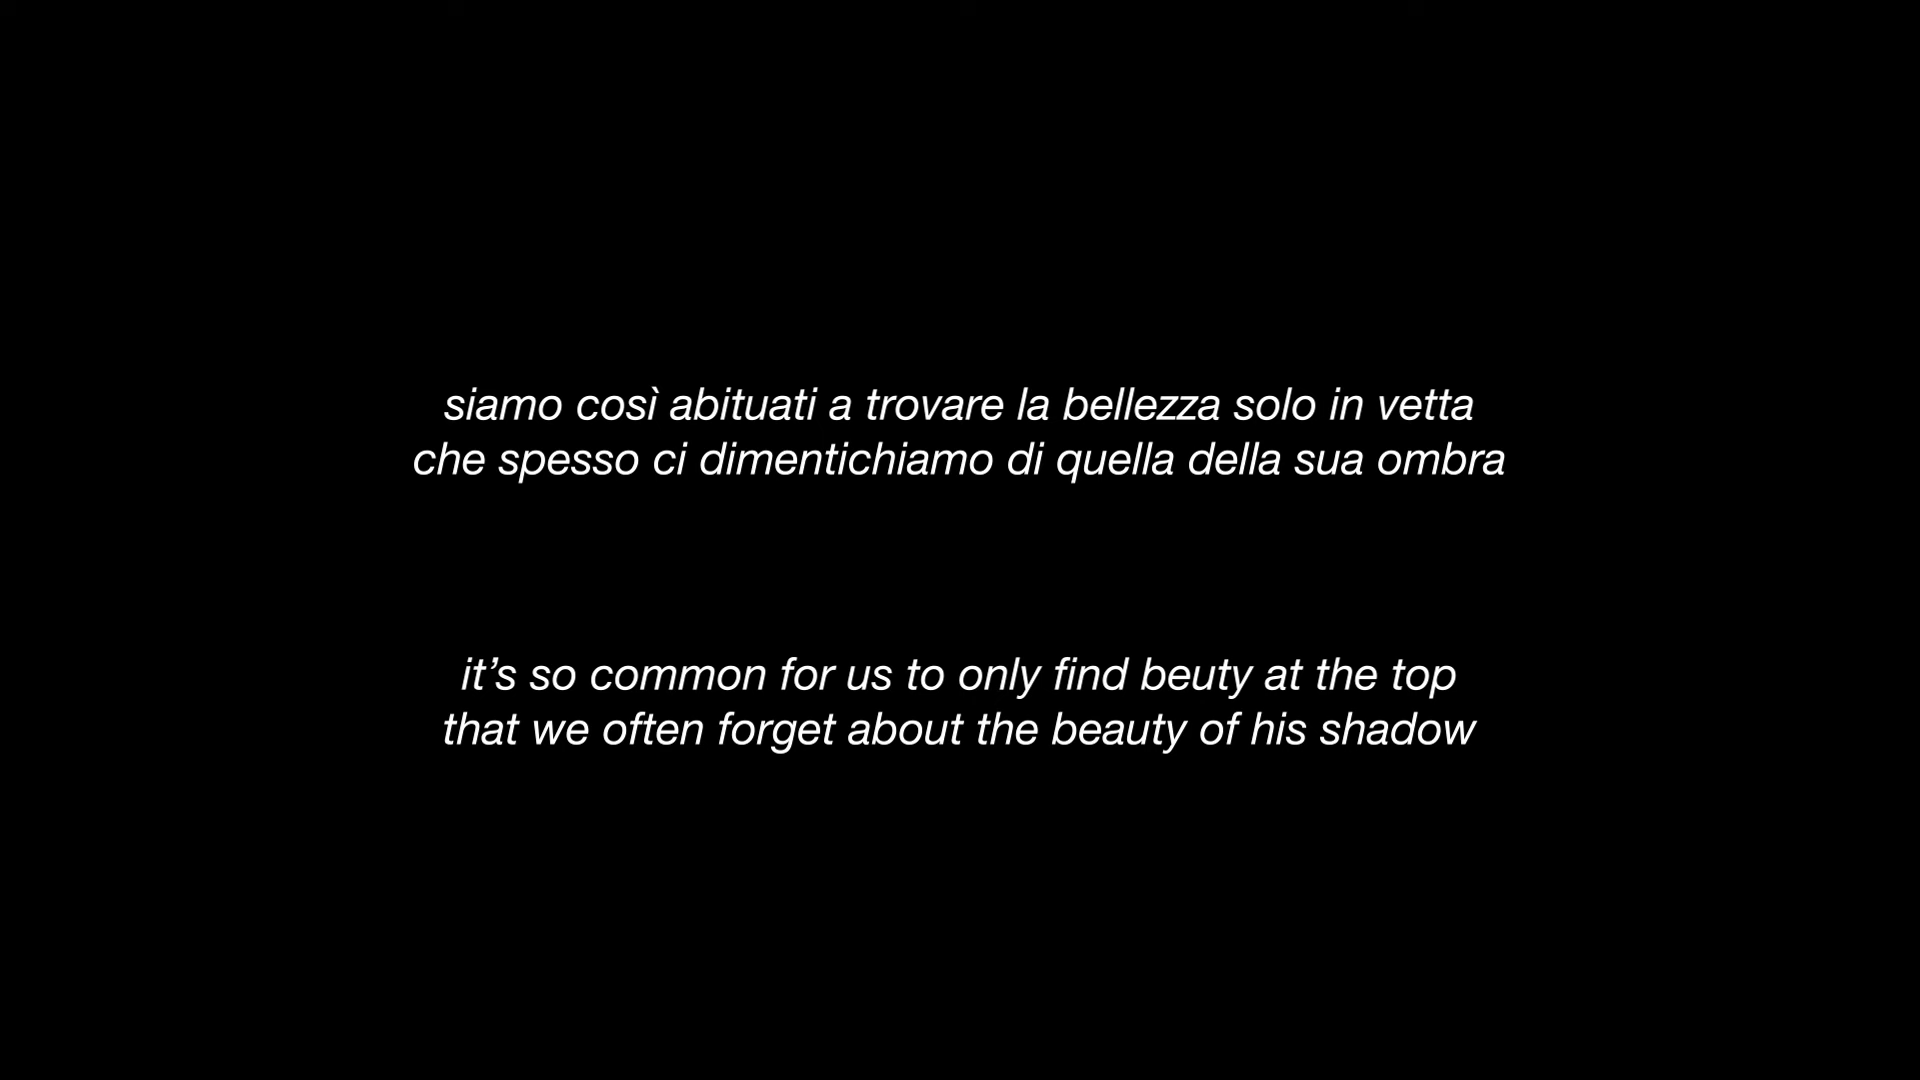 siamo così abituati a trovare la bellezza solo in vetta
che spesso ci dimentichiamo di quella della sua ombra
it’s so common for us to only find beuty at the top
that we often forget about the beauty of his shadow